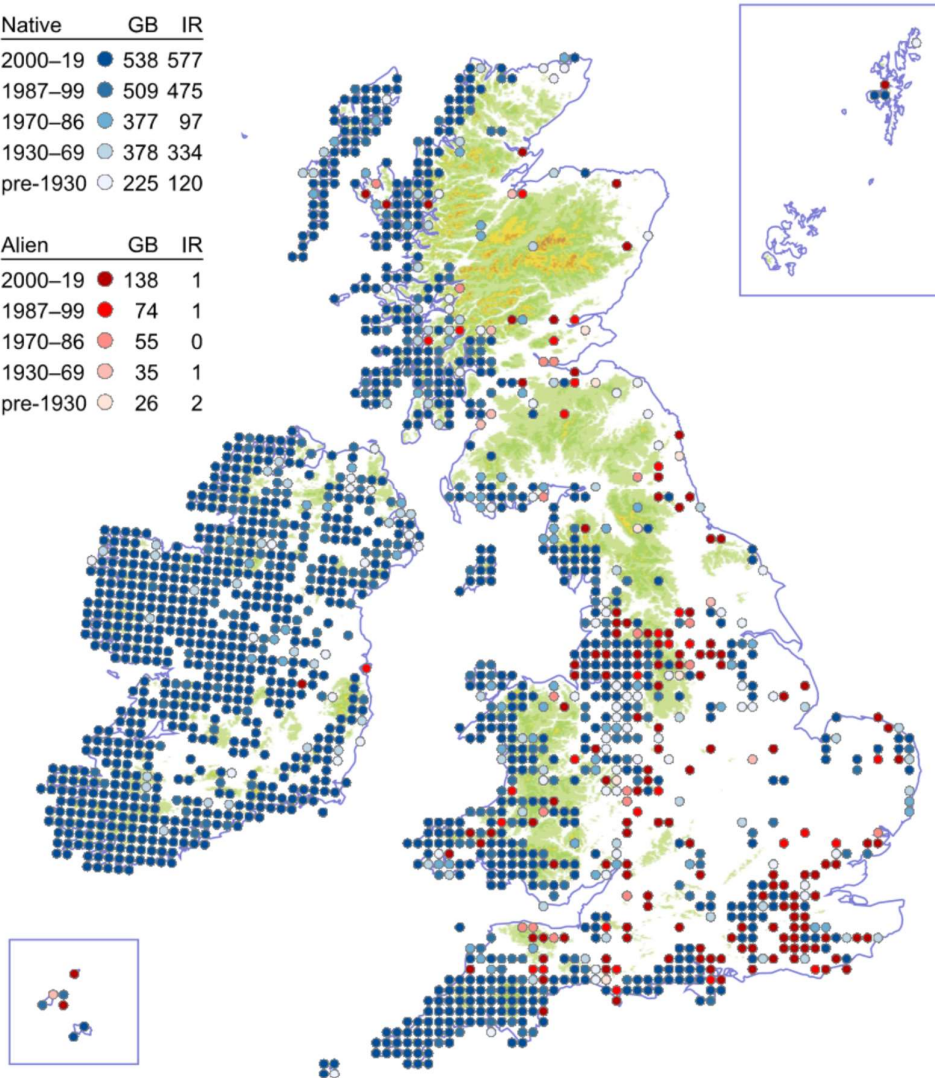 Native GB IR
2000–19 538 577
1987–99 509 475
1970–86 377 97
1930–69 378 334
pre-1930 225 120
Alien GB IR
2000–19 138 1
1987–99 74 1
1970–86 55 0
1930–69 35 1
pre-1930 26 2